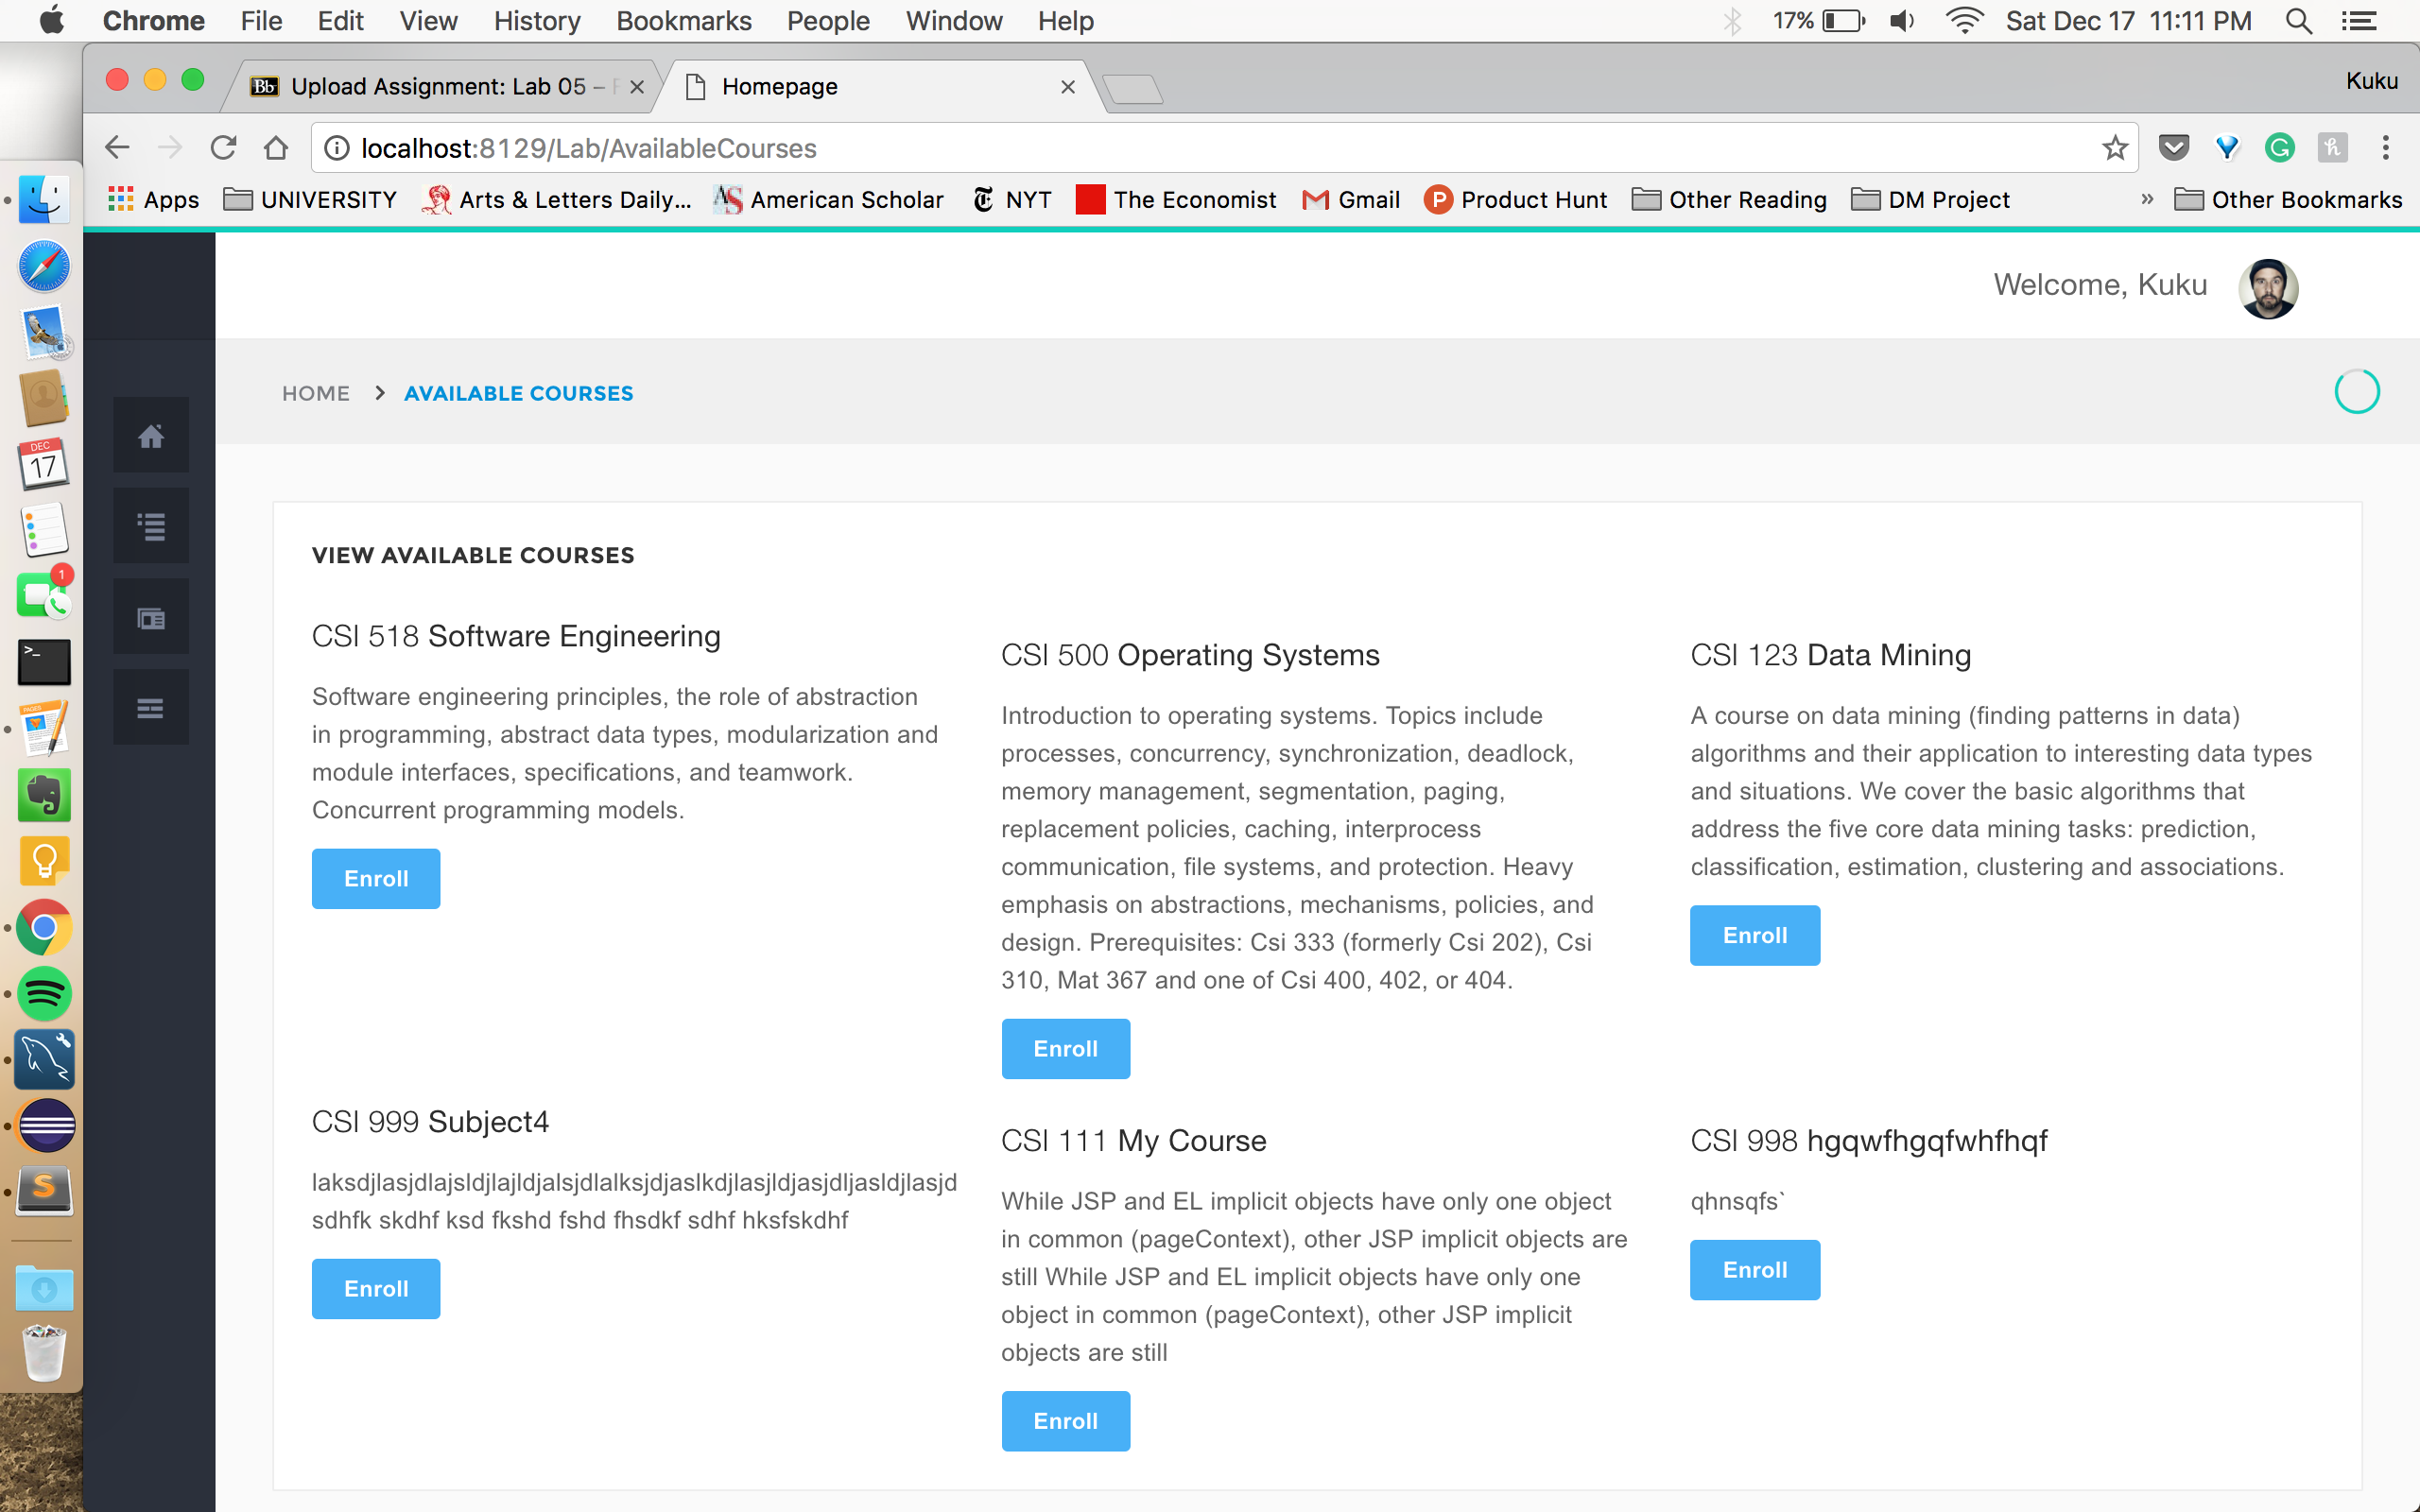 Chrome File Edit View History Bookmarks People Window Help 17% Sat Dec 17 11:11 PM
Bb Upload Assignment: Lab 05 – Homepage Kuku
localhost:8129/Lab/AvailableCourses
Apps UNIVERSITY Arts & Letters Daily... American Scholar NYT The Economist Gmail Product Hunt Other Reading DM Project » Other Bookmarks
Welcome, Kuku
HOME > AVAILABLE COURSES
VIEW AVAILABLE COURSES
CSI 518 Software Engineering
Software engineering principles, the role of abstraction
in programming, abstract data types, modularization and
module interfaces, specifications, and teamwork.
Concurrent programming models.
Enroll
CSI 500 Operating Systems
Introduction to operating systems. Topics include
processes, concurrency, synchronization, deadlock,
memory management, segmentation, paging,
replacement policies, caching, interprocess
communication, file systems, and protection. Heavy
emphasis on abstractions, mechanisms, policies, and
design. Prerequisites: Csi 333 (formerly Csi 202), Csi
310, Mat 367 and one of Csi 400, 402, or 404.
Enroll
CSI 123 Data Mining
A course on data mining (finding patterns in data)
algorithms and their application to interesting data types
and situations. We cover the basic algorithms that
address the five core data mining tasks: prediction,
classification, estimation, clustering and associations.
Enroll
CSI 999 Subject4
laksdjlasjdlajsldjlajldjalsjdlalksjdjaslkdjlasjldjasjdljasldjlasjd
sdhfk skdhf ksd fkshd fshd fhsdkf sdhf hksfskdhf
Enroll
CSI 111 My Course
While JSP and EL implicit objects have only one object
in common (pageContext), other JSP implicit objects are
still While JSP and EL implicit objects have only one
object in common (pageContext), other JSP implicit
objects are still
Enroll
CSI 998 hgqwfhgqfwhfhqf
qhnsqfs`
Enroll
DEC
17
1
PAGES